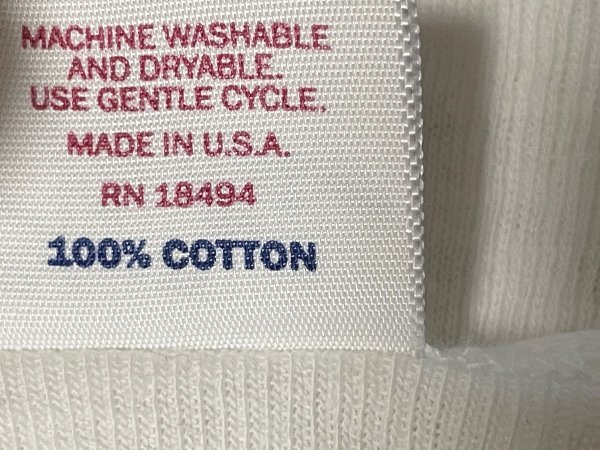 MACHINE WASHABLE
AND DRYABLE.
USE GENTLE CYCLE.
MADE IN U.S.A.
RN 18494
100% COTTON